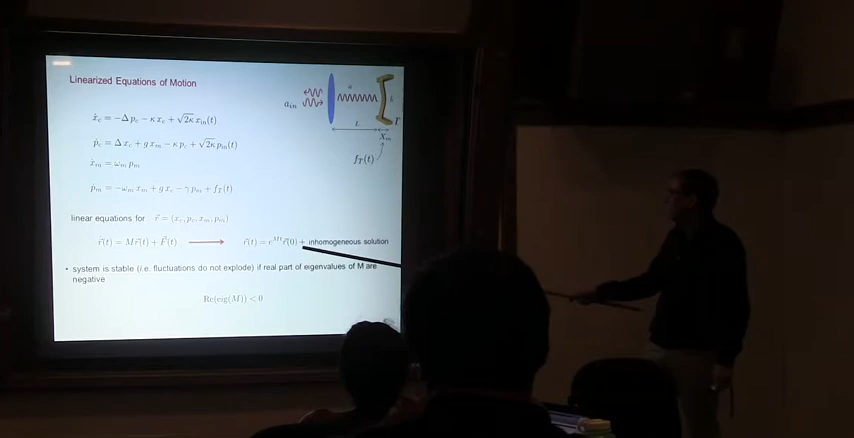 Linearized Equations of Motion
a_in
L
X_m
T
f_T(t)
ẋ_c = −Δ p_c − κ x_c + √2κ x_in(t)
ṗ_c = Δ x_c + g x_m − κ p_c + √2κ p_in(t)
ẋ_m = ω_m p_m
ṗ_m = −ω_m x_m + g x_c − γ p_m + f_T(t)
linear equations for r⃗ = (x_c, p_c, x_m, p_m)
ṙ⃗(t) = M r⃗(t) + F⃗(t) → r⃗(t) = e^{Mt} r⃗(0) + inhomogeneous solution
• system is stable (i.e. fluctuations do not explode) if real part of eigenvalues of M are
negative
Re(eig(M)) < 0